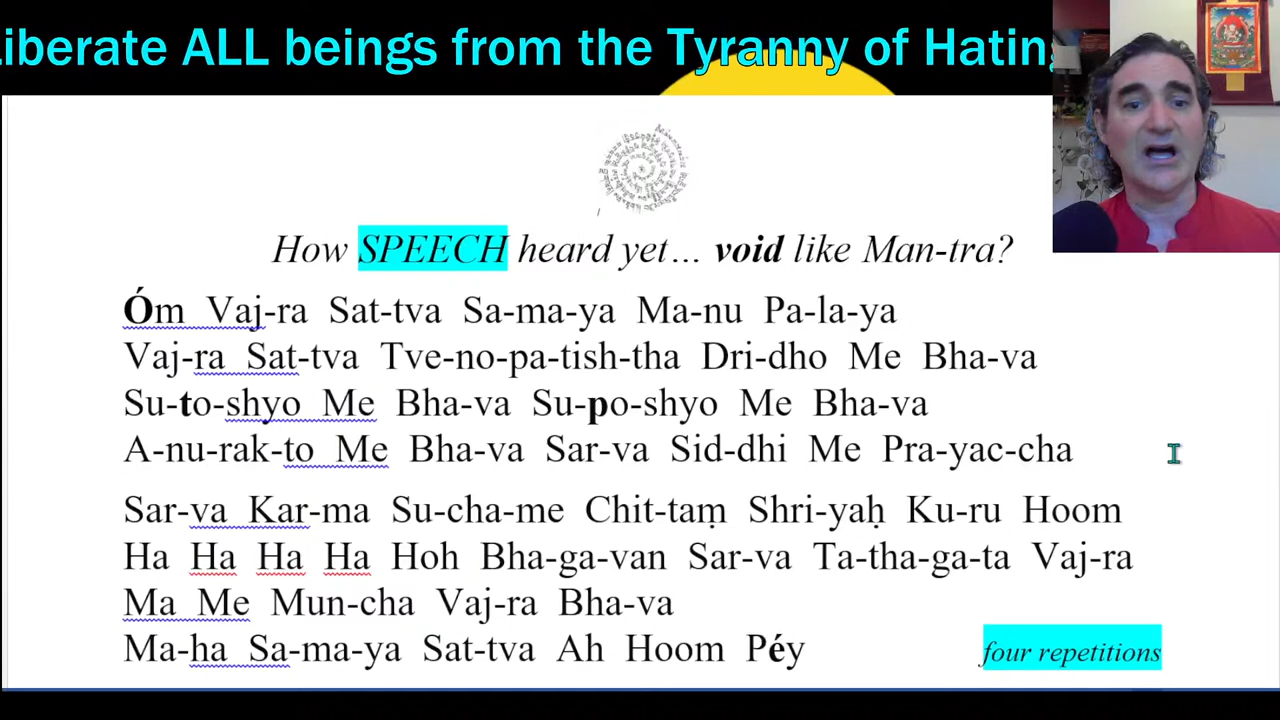 iberate ALL beings from the Tyranny of Hating
How SPEECH heard yet… void like Man-tra?
Óm Vaj-ra Sat-tva Sa-ma-ya Ma-nu Pa-la-ya
Vaj-ra Sat-tva Tve-no-pa-tish-tha Dri-dho Me Bha-va
Su-to-shyo Me Bha-va Su-po-shyo Me Bha-va
A-nu-rak-to Me Bha-va Sar-va Sid-dhi Me Pra-yac-cha
Sar-va Kar-ma Su-cha-me Chit-taṃ Shri-yaḥ Ku-ru Hoom
Ha Ha Ha Ha Hoh Bha-ga-van Sar-va Ta-tha-ga-ta Vaj-ra
Ma Me Mun-cha Vaj-ra Bha-va
Ma-ha Sa-ma-ya Sat-tva Ah Hoom Péy
four repetitions